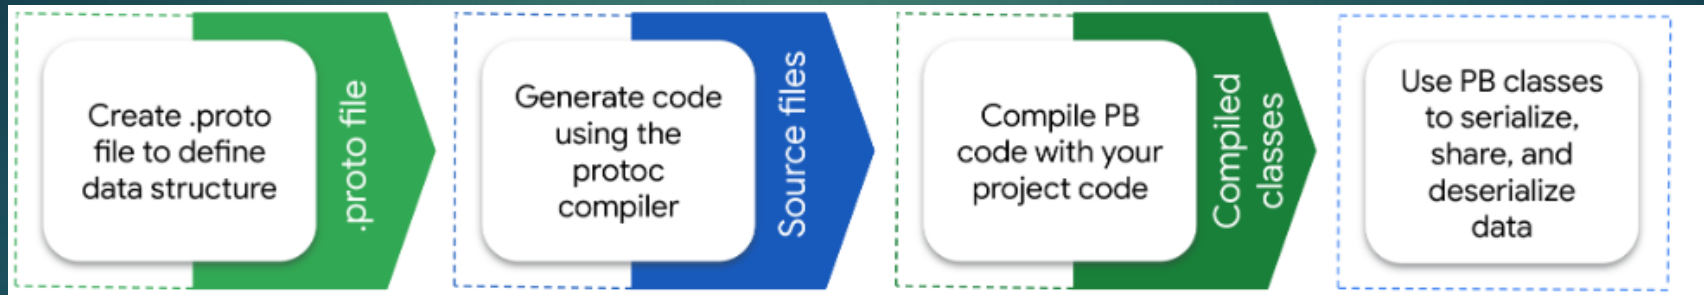 Create .proto
file to define
data structure
.proto file
Generate code
using the
protoc
compiler
Source files
Compile PB
code with your
project code
Compiled
classes
Use PB classes
to serialize,
share, and
deserialize
data